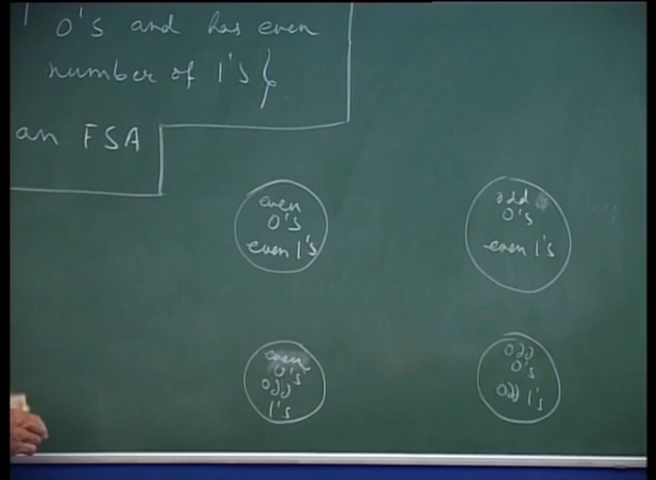 0's and has even
number of 1's}
an FSA
even
0's
even 1's
odd
0's
even 1's
even
0's
odd
1's
odd
0's
odd 1's